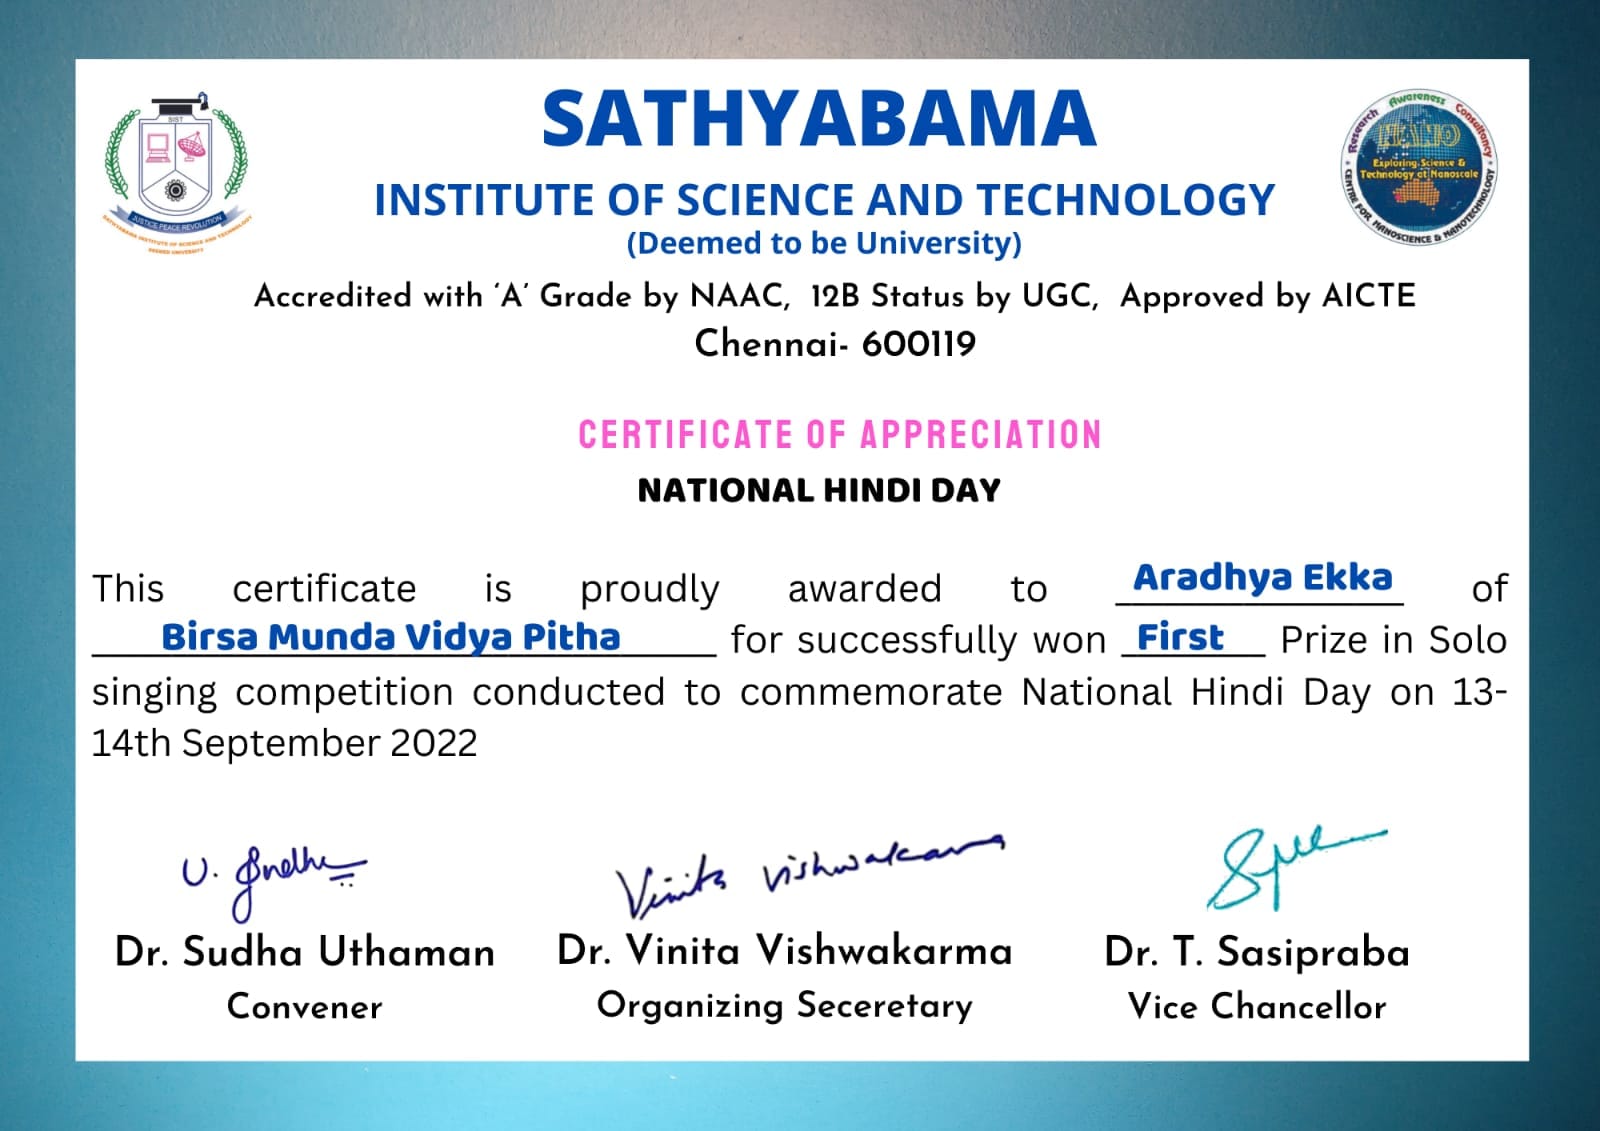 SATHYABAMA
INSTITUTE OF SCIENCE AND TECHNOLOGY
(Deemed to be University)
Accredited with ‘A’ Grade by NAAC, 12B Status by UGC, Approved by AICTE
Chennai- 600119
SIST
JUSTICE PEACE REVOLUTION
SATHYABAMA INSTITUTE OF SCIENCE AND TECHNOLOGY
DEEMED UNIVERSITY
Research Awareness Consultancy
NANO
Exploring Science &
Technology at Nanoscale
CENTRE FOR NANOSCIENCE & NANOTECHNOLOGY
CERTIFICATE OF APPRECIATION
NATIONAL HINDI DAY
This certificate is proudly awarded to Aradhya Ekka of
Birsa Munda Vidya Pitha for successfully won First Prize in Solo
singing competition conducted to commemorate National Hindi Day on 13-
14th September 2022
Vinita Vishwakarma
Dr. Sudha Uthaman Dr. Vinita Vishwakarma Dr. T. Sasipraba
Convener Organizing Seceretary Vice Chancellor